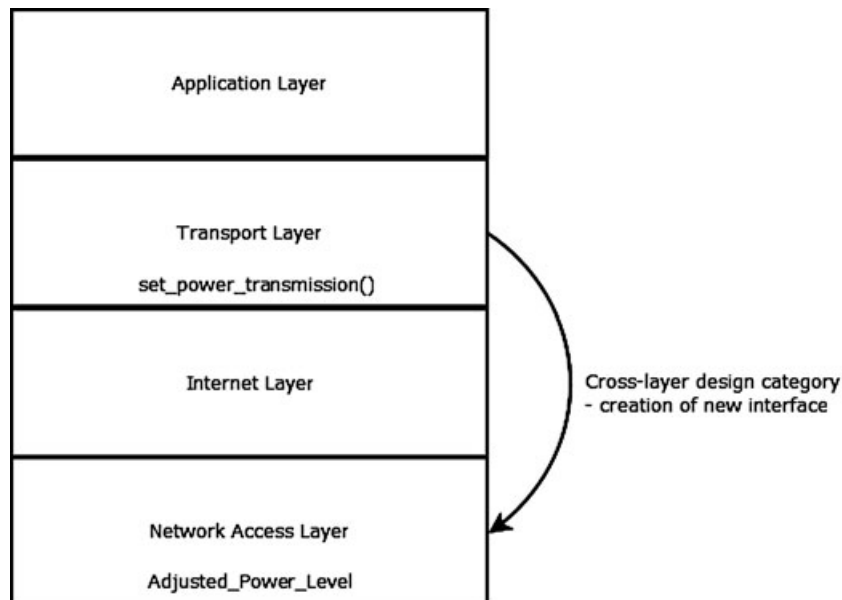 Application Layer
Transport Layer
set_power_transmission()
Internet Layer
Cross-layer design category
- creation of new interface
Network Access Layer
Adjusted_Power_Level